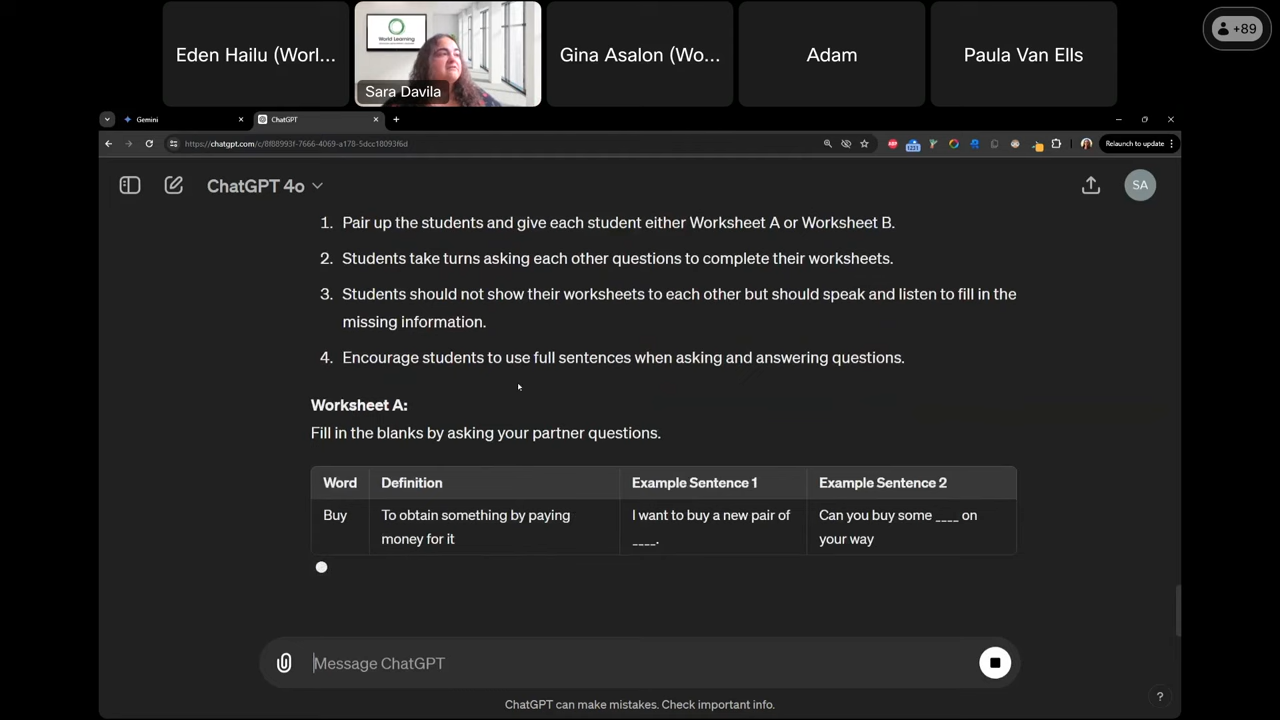 Eden Hailu (Worl...
World Learning
Sara Davila
Gina Asalon (Wo...
Adam
Paula Van Ells
+89
Gemini
ChatGPT
https://chatgpt.com/c/8f88993f-7666-4069-a178-5dcc18093f6d
Relaunch to update
ChatGPT 4o
SA
1. Pair up the students and give each student either Worksheet A or Worksheet B.
2. Students take turns asking each other questions to complete their worksheets.
3. Students should not show their worksheets to each other but should speak and listen to fill in the
missing information.
4. Encourage students to use full sentences when asking and answering questions.
Worksheet A:
Fill in the blanks by asking your partner questions.
Word Definition Example Sentence 1 Example Sentence 2
Buy To obtain something by paying I want to buy a new pair of Can you buy some ____ on
money for it ____. your way
Message ChatGPT
ChatGPT can make mistakes. Check important info.
?